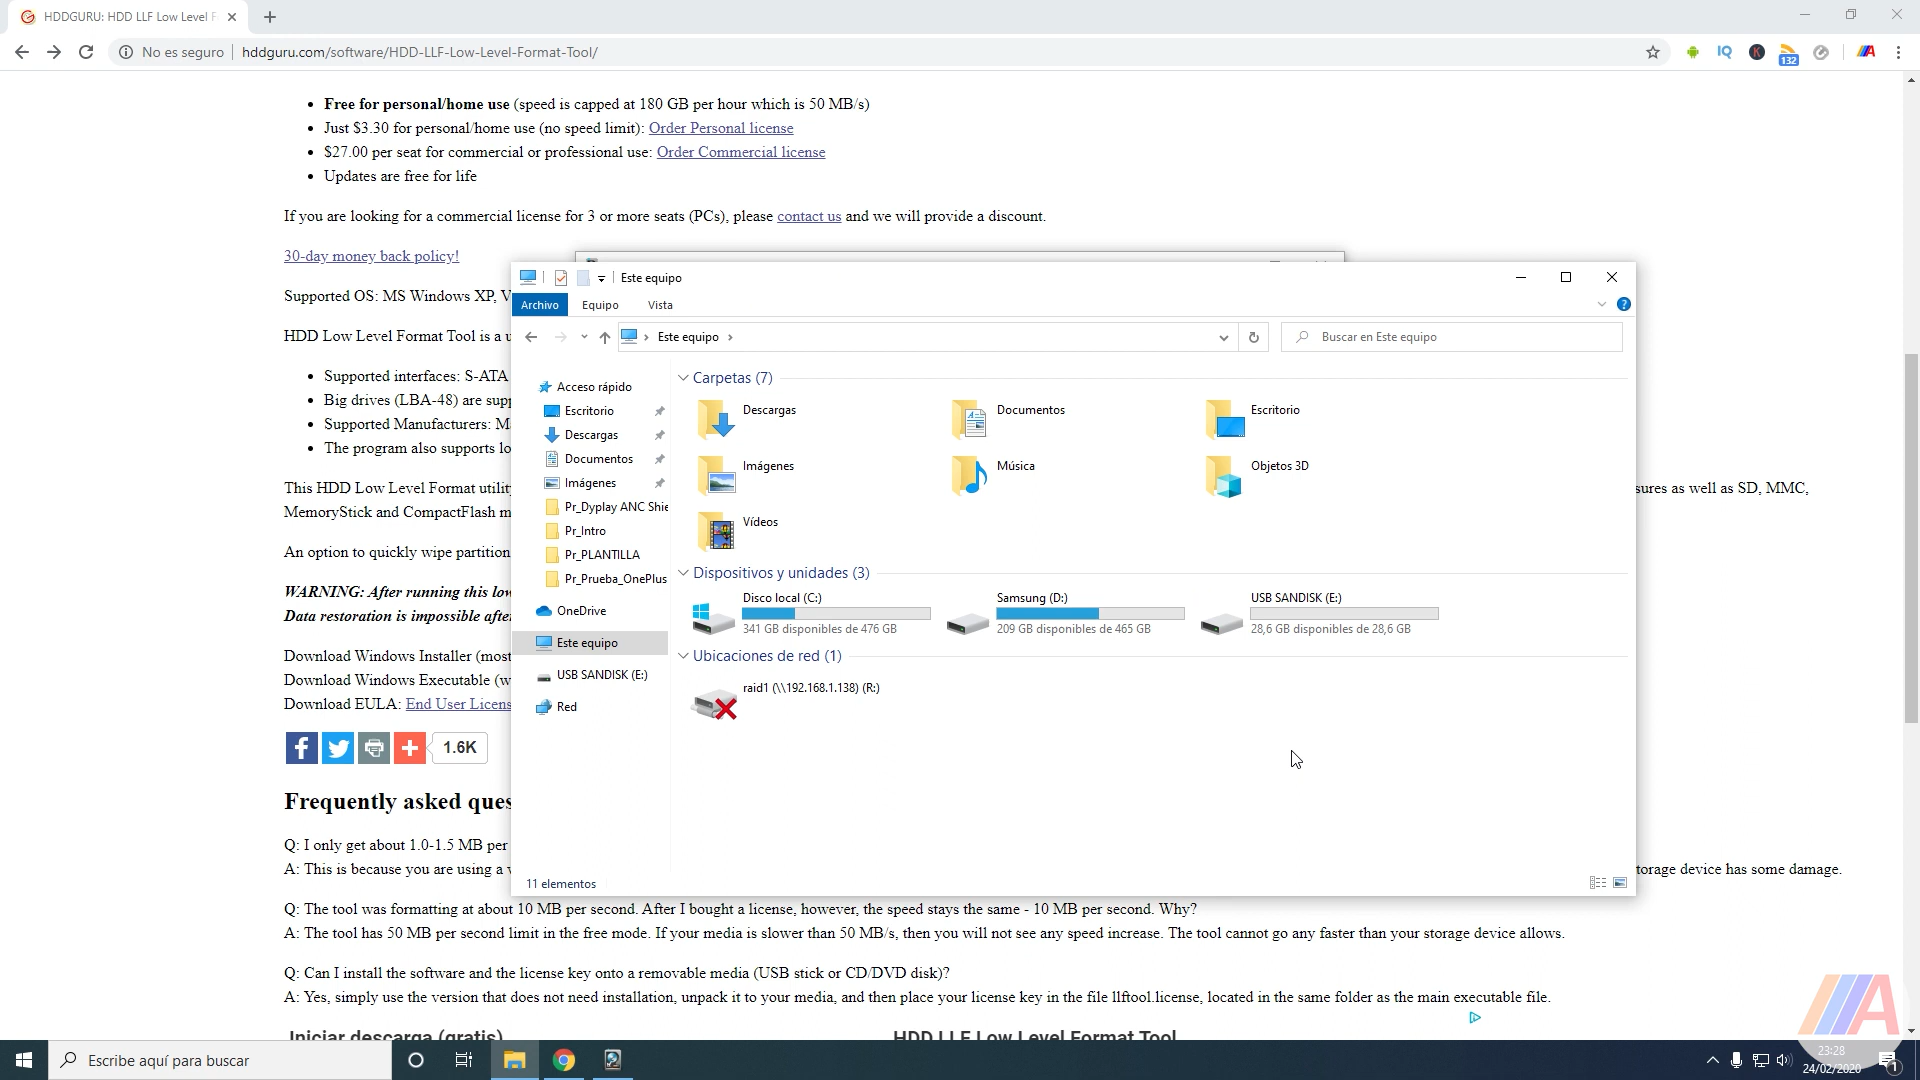 HDDGURU: HDD LLF Low Level F
No es seguro
hddguru.com/software/HDD-LLF-Low-Level-Format-Tool/
IQ
K
132
Free for personal/home use (speed is capped at 180 GB per hour which is 50 MB/s)
Just $3.30 for personal/home use (no speed limit): Order Personal license
$27.00 per seat for commercial or professional use: Order Commercial license
Updates are free for life
If you are looking for a commercial license for 3 or more seats (PCs), please contact us and we will provide a discount.
30-day money back policy!
Supported OS: MS Windows XP, V
HDD Low Level Format Tool is a u
Supported interfaces: S-ATA
Big drives (LBA-48) are sup
Supported Manufacturers: M
The program also supports lo
This HDD Low Level Format utility
sures as well as SD, MMC,
MemoryStick and CompactFlash m
An option to quickly wipe partition
WARNING: After running this low
Data restoration is impossible after
Download Windows Installer (most
Download Windows Executable (w
Download EULA: End User Licens
1.6K
Frequently asked ques
Q: I only get about 1.0-1.5 MB per
A: This is because you are using a
torage device has some damage.
Q: The tool was formatting at about 10 MB per second. After I bought a license, however, the speed stays the same - 10 MB per second. Why?
A: The tool has 50 MB per second limit in the free mode. If your media is slower than 50 MB/s, then you will not see any speed increase. The tool cannot go any faster than your storage device allows.
Q: Can I install the software and the license key onto a removable media (USB stick or CD/DVD disk)?
A: Yes, simply use the version that does not need installation, unpack it to your media, and then place your license key in the file llftool.license, located in the same folder as the main executable file.
Iniciar descarga (gratis)
HDD LLF Low Level Format Tool
Este equipo
Archivo
Equipo
Vista
Este equipo
Buscar en Este equipo
Acceso rápido
Escritorio
Descargas
Documentos
Imágenes
Pr_Dyplay ANC Shie
Pr_Intro
Pr_PLANTILLA
Pr_Prueba_OnePlus
OneDrive
Este equipo
USB SANDISK (E:)
Red
Carpetas (7)
Descargas
Documentos
Escritorio
Imágenes
Música
Objetos 3D
Vídeos
Dispositivos y unidades (3)
Disco local (C:)
341 GB disponibles de 476 GB
Samsung (D:)
209 GB disponibles de 465 GB
USB SANDISK (E:)
28,6 GB disponibles de 28,6 GB
Ubicaciones de red (1)
raid1 (\\192.168.1.138) (R:)
11 elementos
Escribe aquí para buscar
23:28
24/02/2020
1